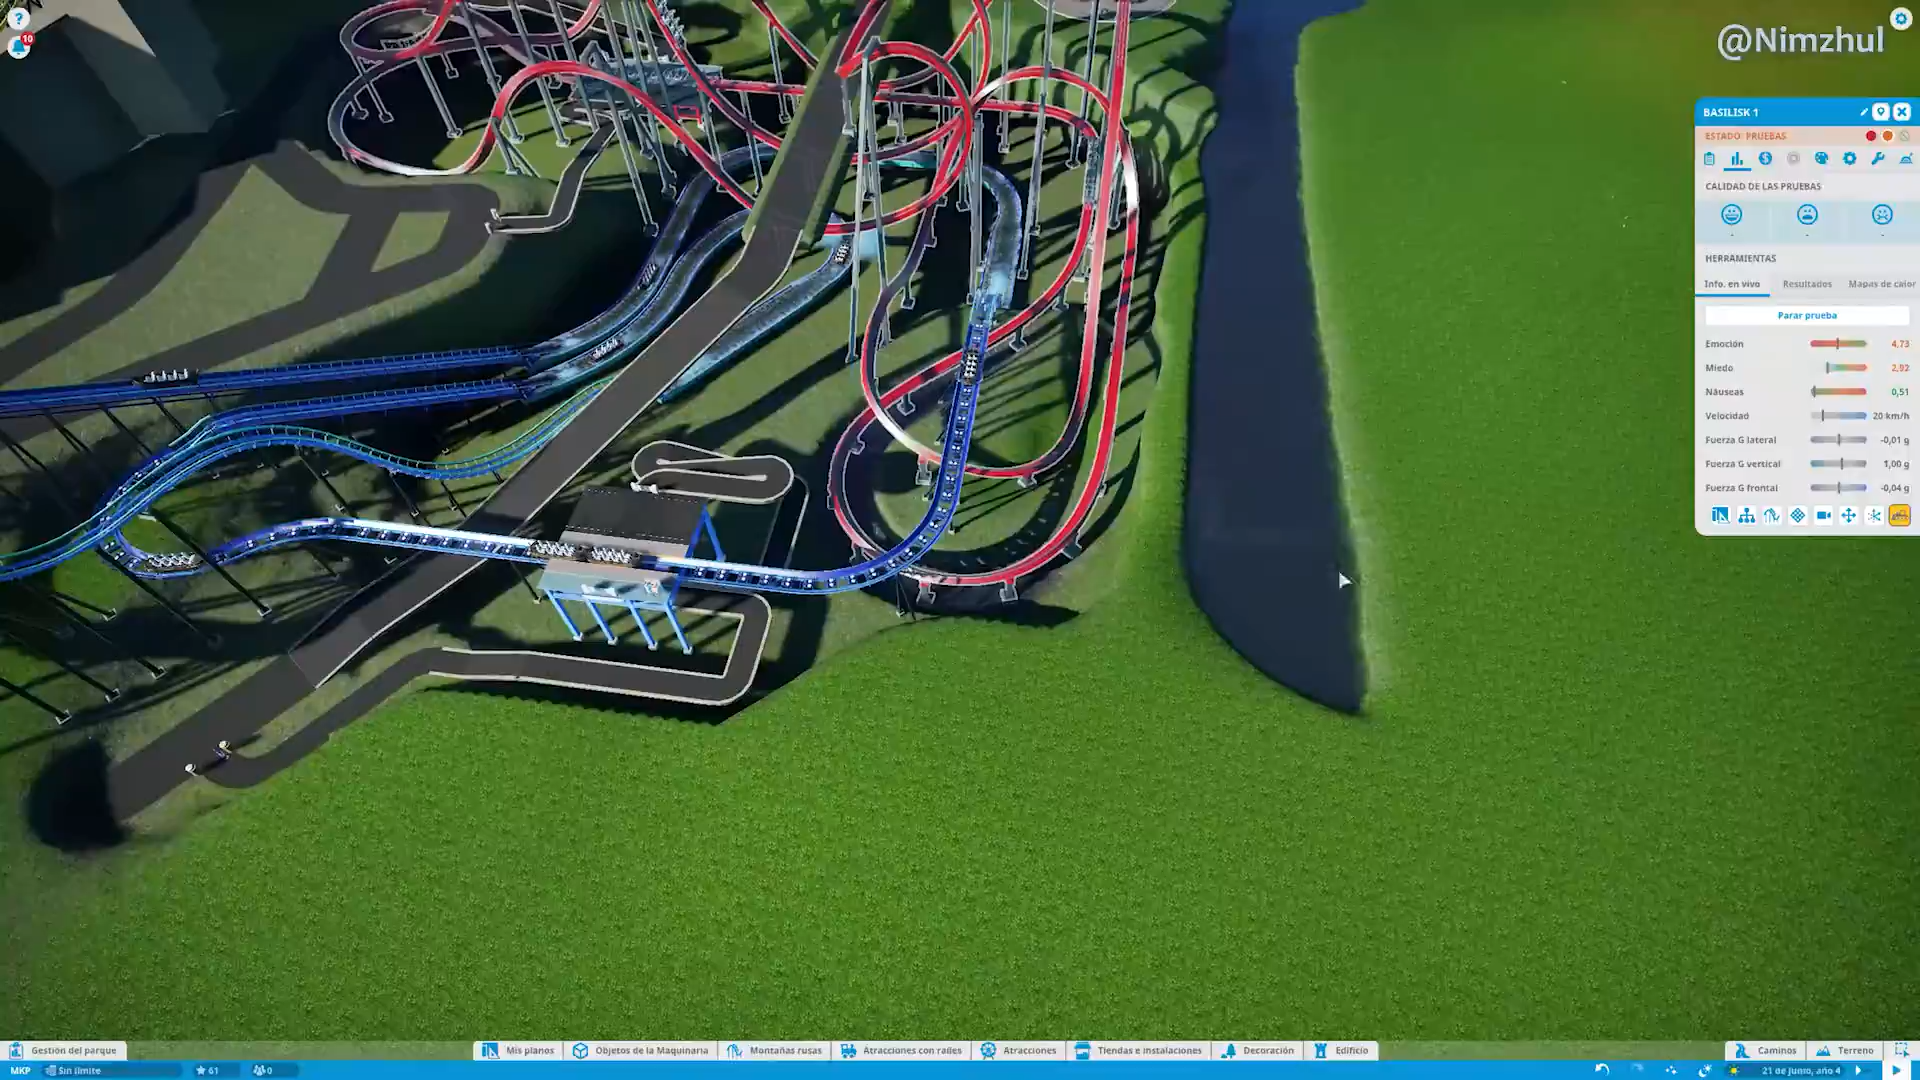 ?
10
@Nimzhul
BASILISK 1
ESTADO: PRUEBAS
CALIDAD DE LAS PRUEBAS
- - -
HERRAMIENTAS
Info. en vivo Resultados Mapas de calor
Parar prueba
Emoción 4,73
Miedo 2,92
Náuseas 0,51
Velocidad 20 km/h
Fuerza G lateral -0,01 g
Fuerza G vertical 1,00 g
Fuerza G frontal -0,04 g
Gestión del parque Mis planos Objetos de la Maquinaria Montañas rusas Atracciones con raíles Atracciones Tiendas e instalaciones Decoración Edificio Caminos Terreno
MKP Sin límite 61 0 21 de junio, año 4